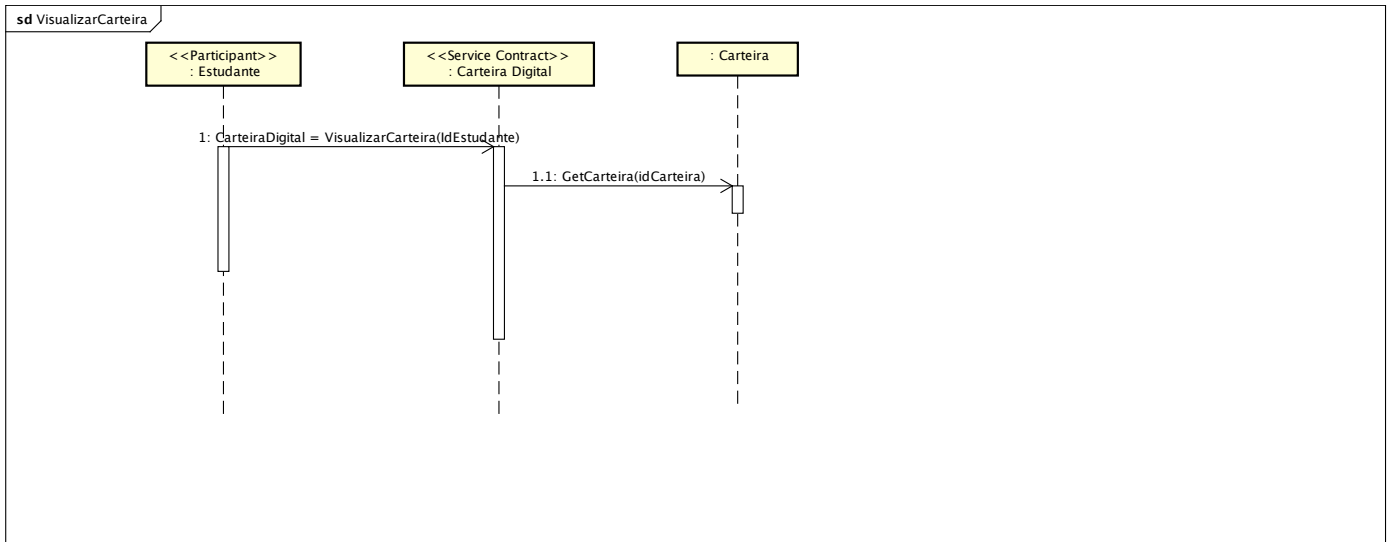 sd VisualizarCarteira
<<Participant>>
: Estudante
<<Service Contract>>
: Carteira Digital
: Carteira
1: CarteiraDigital = VisualizarCarteira(IdEstudante)
1.1: GetCarteira(idCarteira)